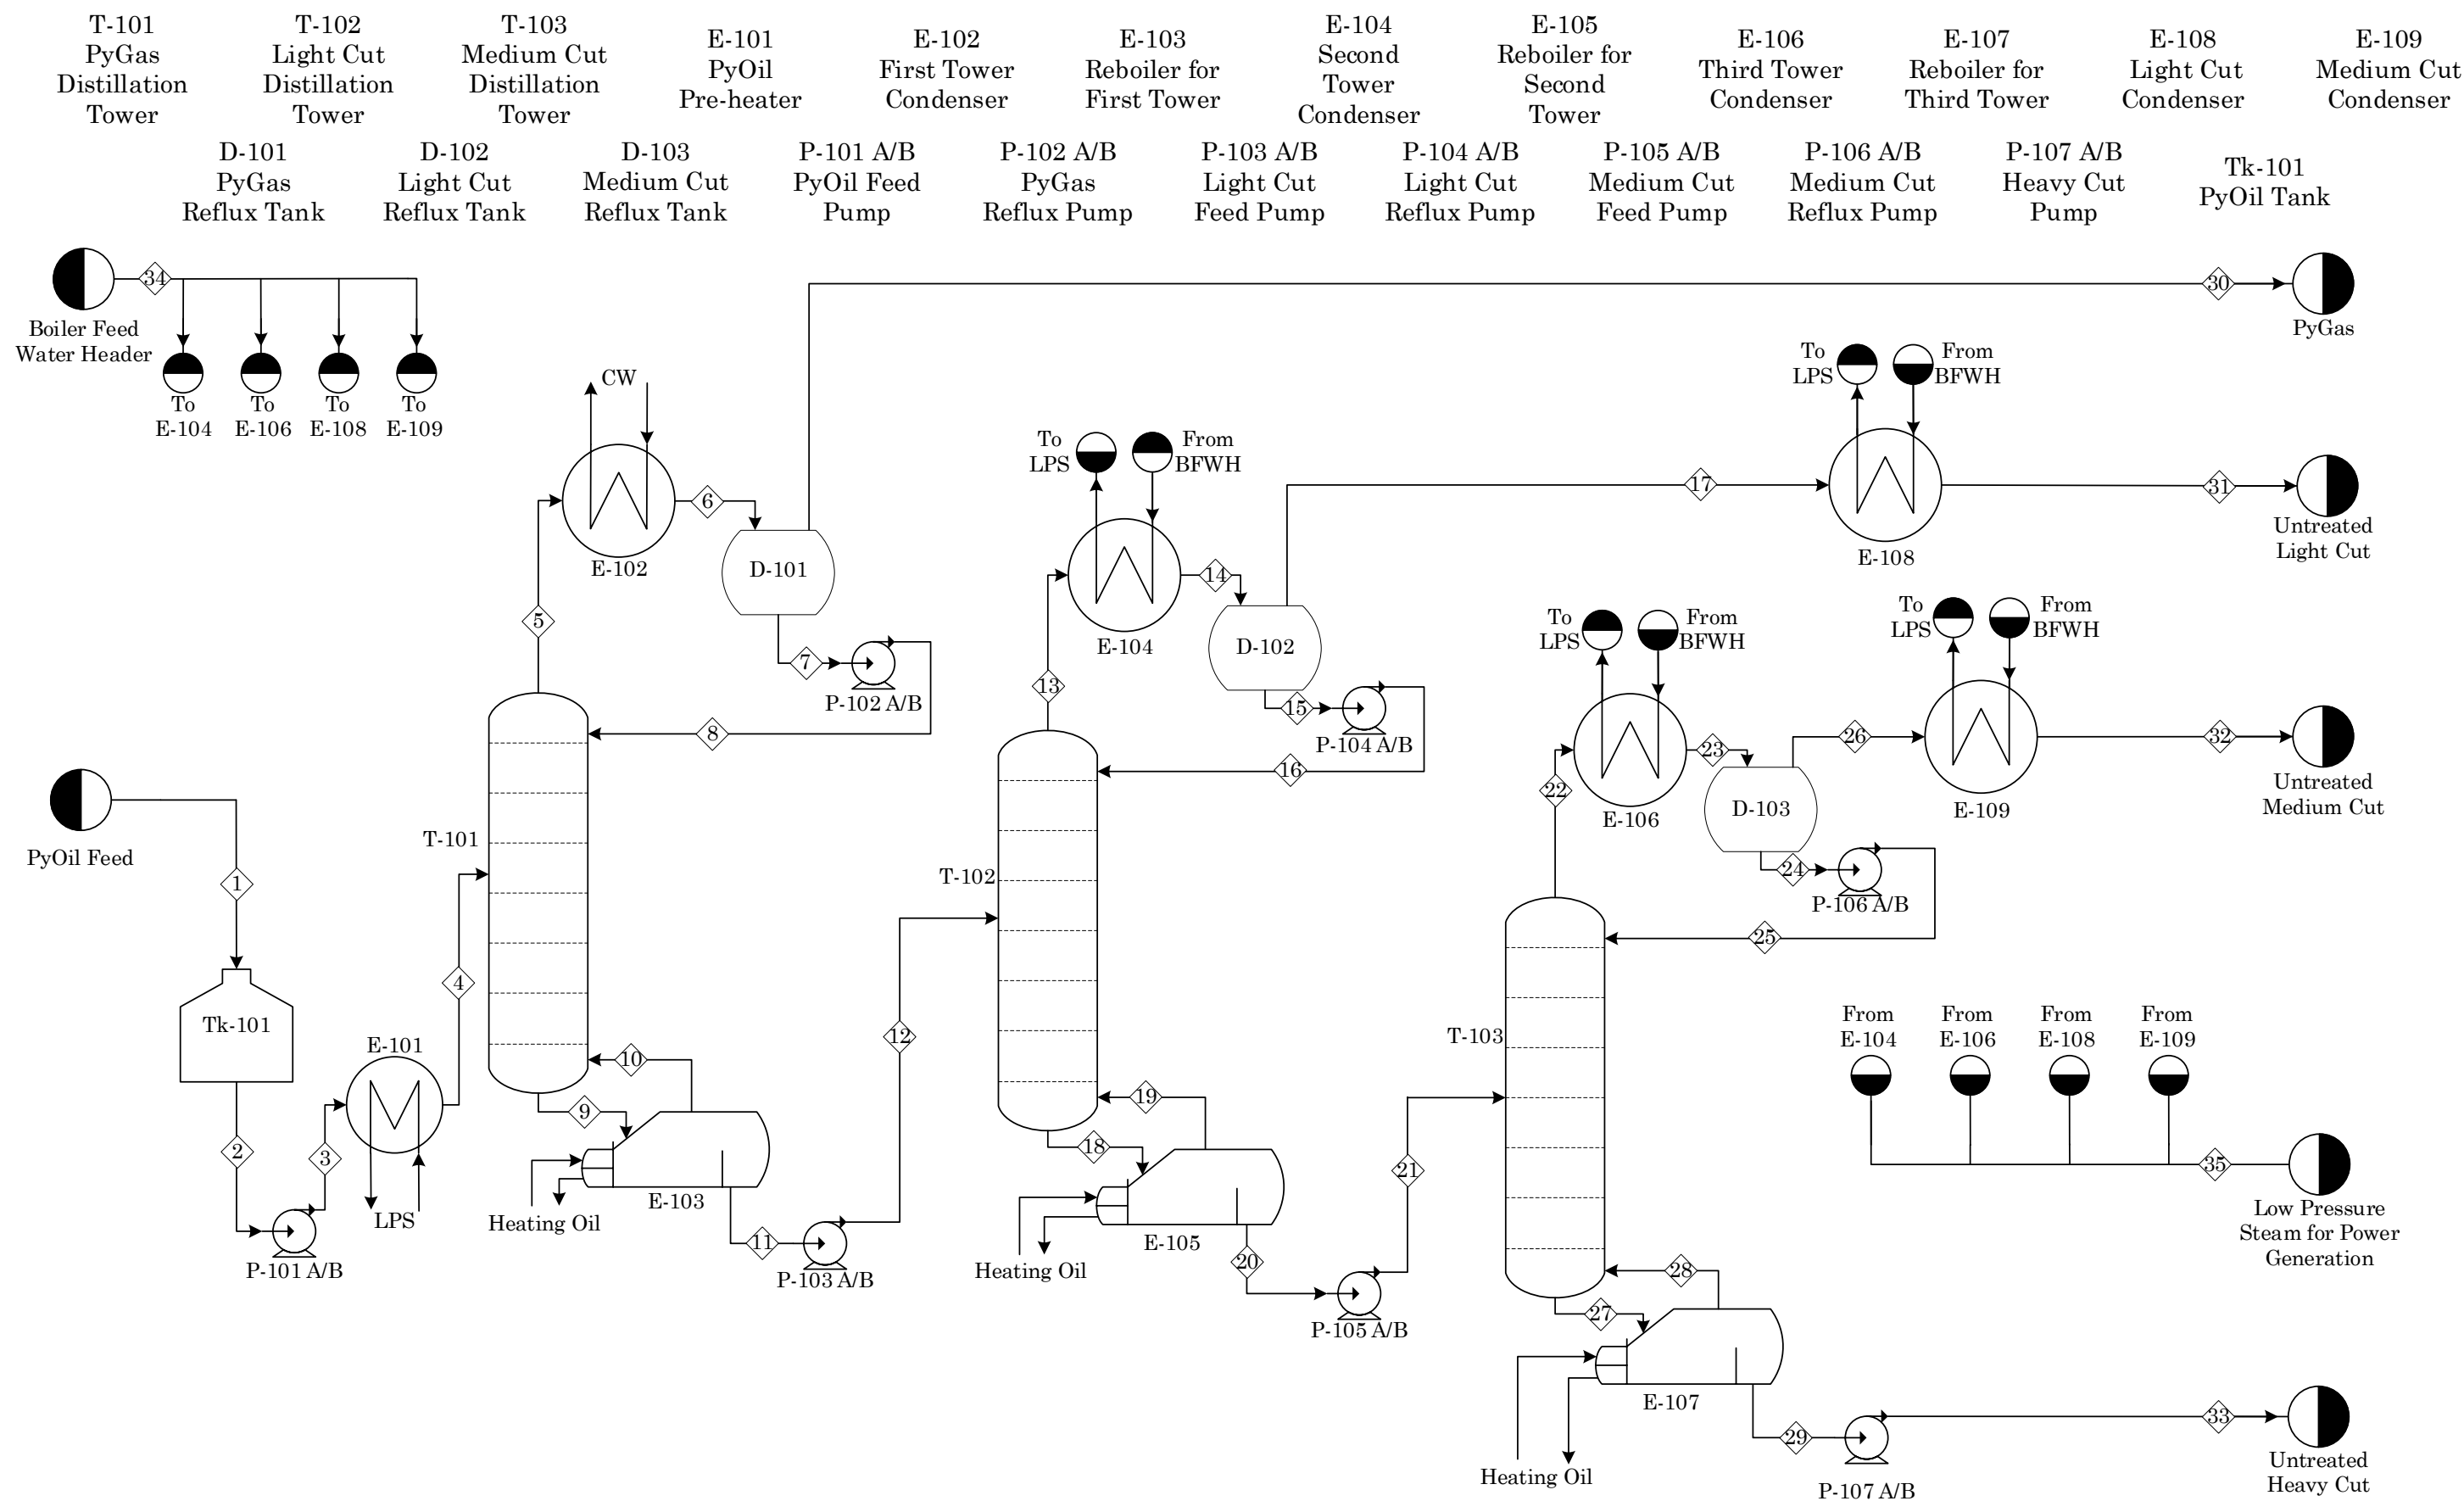 T-101
PyGas
Distillation
Tower
T-102
Light Cut
Distillation
Tower
T-103
Medium Cut
Distillation
Tower
E-101
PyOil
Pre-heater
E-102
First Tower
Condenser
E-103
Reboiler for
First Tower
E-104
Second
Tower
Condenser
E-105
Reboiler for
Second
Tower
E-106
Third Tower
Condenser
E-107
Reboiler for
Third Tower
E-108
Light Cut
Condenser
E-109
Medium Cut
Condenser
D-101
PyGas
Reflux Tank
D-102
Light Cut
Reflux Tank
D-103
Medium Cut
Reflux Tank
P-101 A/B
PyOil Feed
Pump
P-102 A/B
PyGas
Reflux Pump
P-103 A/B
Light Cut
Feed Pump
P-104 A/B
Light Cut
Reflux Pump
P-105 A/B
Medium Cut
Feed Pump
P-106 A/B
Medium Cut
Reflux Pump
P-107 A/B
Heavy Cut
Pump
Tk-101
PyOil Tank
34
Boiler Feed
Water Header
To
E-104
To
E-106
To
E-108
To
E-109
30
PyGas
CW
E-102
6
D-101
5
7
P-102 A/B
8
To
LPS
From
BFWH
E-104
14
D-102
13
15
P-104 A/B
16
17
To
LPS
From
BFWH
E-108
31
Untreated
Light Cut
To
LPS
From
BFWH
E-106
23
D-103
22
24
P-106 A/B
25
26
To
LPS
From
BFWH
E-109
32
Untreated
Medium Cut
PyOil Feed
1
Tk-101
2
P-101 A/B
3
E-101
LPS
4
T-101
10
9
E-103
Heating Oil
11
P-103 A/B
12
T-102
19
18
E-105
Heating Oil
20
P-105 A/B
21
T-103
28
27
E-107
Heating Oil
29
P-107 A/B
33
Untreated
Heavy Cut
From
E-104
From
E-106
From
E-108
From
E-109
35
Low Pressure
Steam for Power
Generation